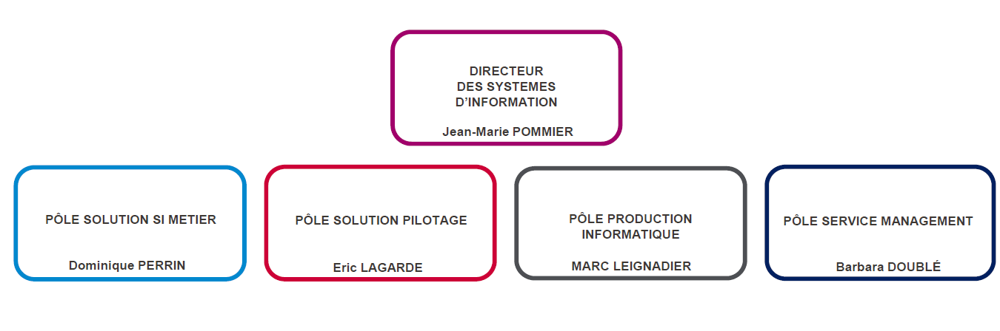 DIRECTEUR
DES SYSTEMES
D’INFORMATION
Jean-Marie POMMIER
PÔLE SOLUTION SI METIER
Dominique PERRIN
PÔLE SOLUTION PILOTAGE
Eric LAGARDE
PÔLE PRODUCTION
INFORMATIQUE
MARC LEIGNADIER
PÔLE SERVICE MANAGEMENT
Barbara DOUBLÉ